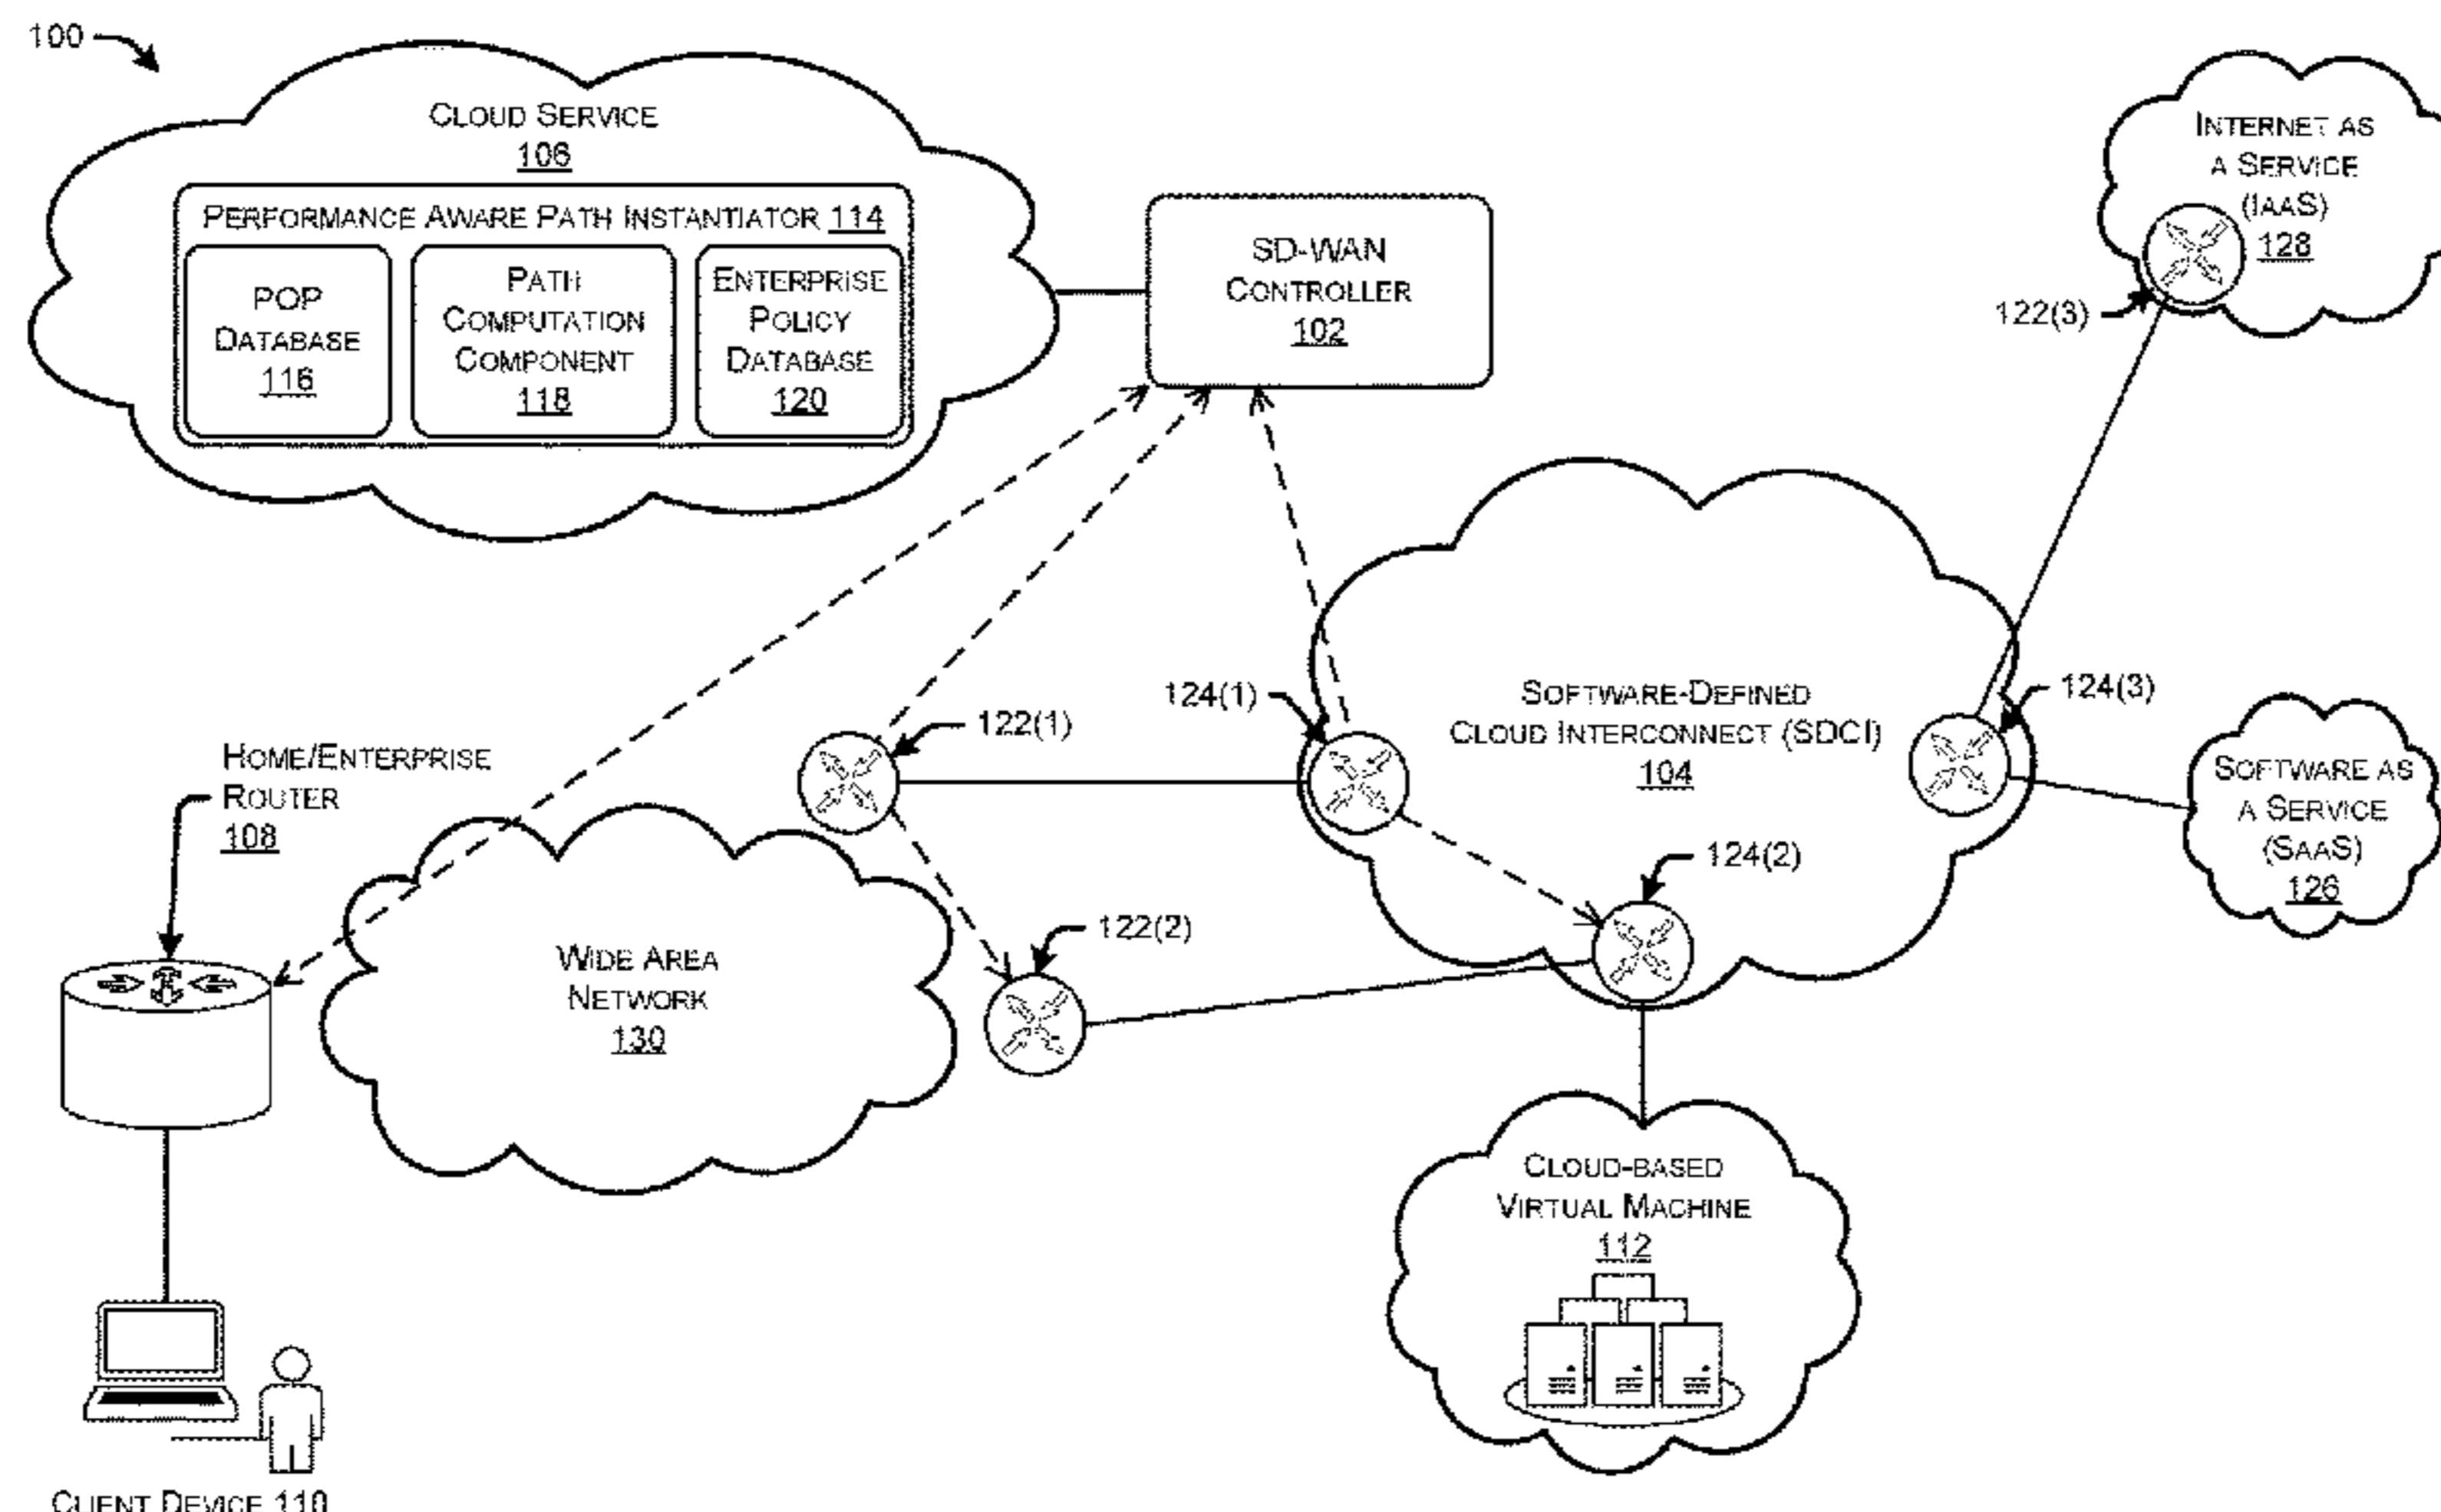 100
CLOUD SERVICE
106
PERFORMANCE AWARE PATH INSTANTIATOR 114
POP
DATABASE
116
PATH
COMPUTATION
COMPONENT
118
ENTERPRISE
POLICY
DATABASE
120
SD-WAN
CONTROLLER
102
INTERNET AS
A SERVICE
(IAAS)
128
122(3)
124(1)
SOFTWARE-DEFINED
CLOUD INTERCONNECT (SDCI)
104
124(3)
122(1)
HOME/ENTERPRISE
ROUTER
108
SOFTWARE AS
A SERVICE
(SAAS)
126
124(2)
122(2)
WIDE AREA
NETWORK
130
CLOUD-BASED
VIRTUAL MACHINE
112
CLIENT DEVICE 110